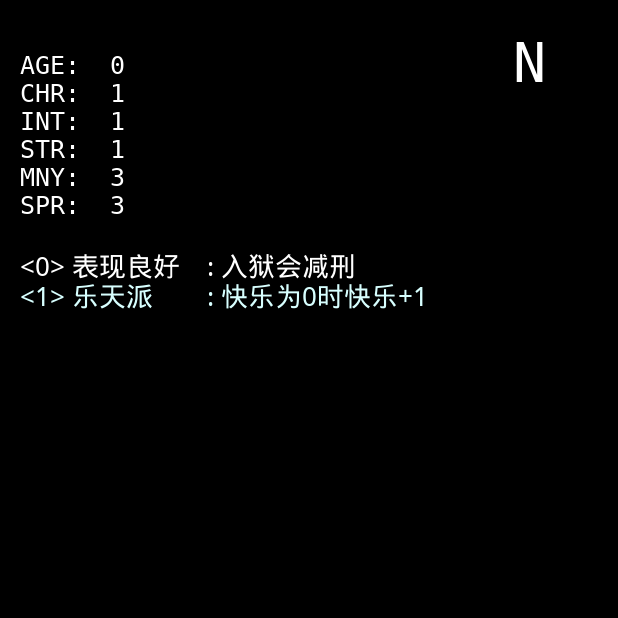 N
AGE: 0
CHR: 1
INT: 1
STR: 1
MNY: 3
SPR: 3
<0> 表现良好 : 入狱会减刑
<1> 乐天派 : 快乐为0时快乐+1